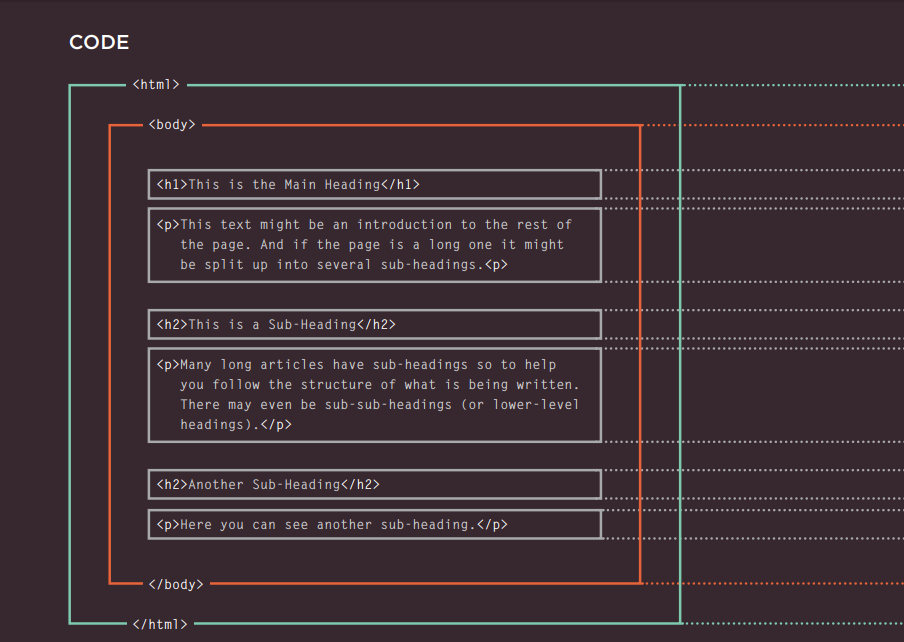 CODE
<html>
<body>
<h1>This is the Main Heading</h1>
<p>This text might be an introduction to the rest of
the page. And if the page is a long one it might
be split up into several sub-headings.<p>
<h2>This is a Sub-Heading</h2>
<p>Many long articles have sub-headings so to help
you follow the structure of what is being written.
There may even be sub-sub-headings (or lower-level
headings).</p>
<h2>Another Sub-Heading</h2>
<p>Here you can see another sub-heading.</p>
</body>
</html>